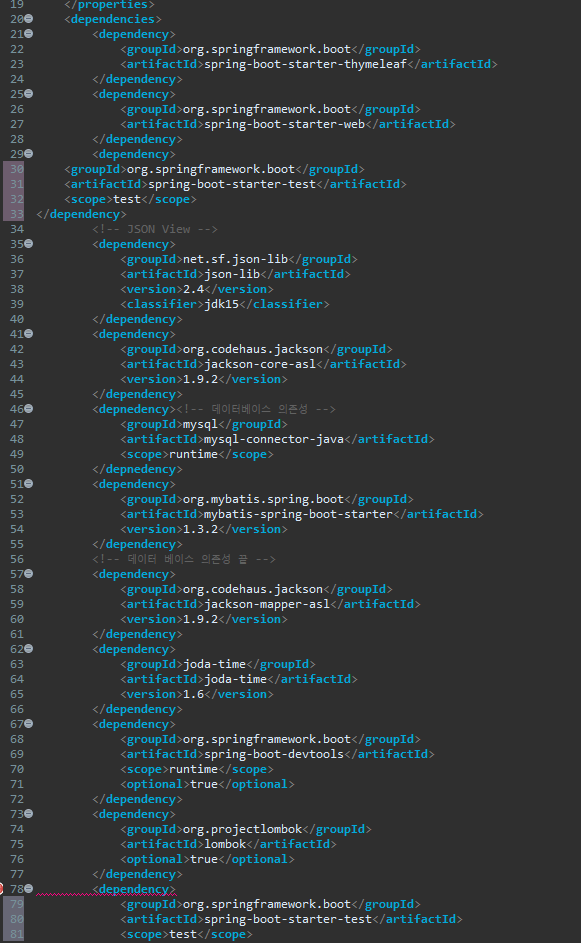 19 </properties>
20 <dependencies>
21 <dependency>
22 <groupId>org.springframework.boot</groupId>
23 <artifactId>spring-boot-starter-thymeleaf</artifactId>
24 </dependency>
25 <dependency>
26 <groupId>org.springframework.boot</groupId>
27 <artifactId>spring-boot-starter-web</artifactId>
28 </dependency>
29 <dependency>
30 <groupId>org.springframework.boot</groupId>
31 <artifactId>spring-boot-starter-test</artifactId>
32 <scope>test</scope>
33 </dependency>
34 <!-- JSON View -->
35 <dependency>
36 <groupId>net.sf.json-lib</groupId>
37 <artifactId>json-lib</artifactId>
38 <version>2.4</version>
39 <classifier>jdk15</classifier>
40 </dependency>
41 <dependency>
42 <groupId>org.codehaus.jackson</groupId>
43 <artifactId>jackson-core-asl</artifactId>
44 <version>1.9.2</version>
45 </dependency>
46 <depnedency><!-- 데이터베이스 의존성 -->
47 <groupId>mysql</groupId>
48 <artifactId>mysql-connector-java</artifactId>
49 <scope>runtime</scope>
50 </depnedency>
51 <dependency>
52 <groupId>org.mybatis.spring.boot</groupId>
53 <artifactId>mybatis-spring-boot-starter</artifactId>
54 <version>1.3.2</version>
55 </dependency>
56 <!-- 데이터 베이스 의존성 끝 -->
57 <dependency>
58 <groupId>org.codehaus.jackson</groupId>
59 <artifactId>jackson-mapper-asl</artifactId>
60 <version>1.9.2</version>
61 </dependency>
62 <dependency>
63 <groupId>joda-time</groupId>
64 <artifactId>joda-time</artifactId>
65 <version>1.6</version>
66 </dependency>
67 <dependency>
68 <groupId>org.springframework.boot</groupId>
69 <artifactId>spring-boot-devtools</artifactId>
70 <scope>runtime</scope>
71 <optional>true</optional>
72 </dependency>
73 <dependency>
74 <groupId>org.projectlombok</groupId>
75 <artifactId>lombok</artifactId>
76 <optional>true</optional>
77 </dependency>
78 <dependency>
79 <groupId>org.springframework.boot</groupId>
80 <artifactId>spring-boot-starter-test</artifactId>
81 <scope>test</scope>